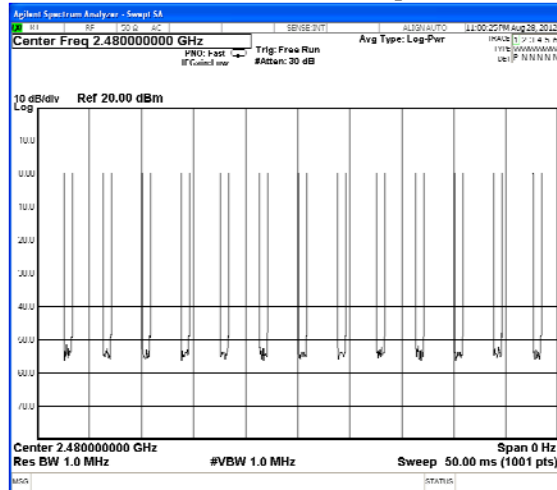 Agilent Spectrum Analyzer - Swept SA
RF 50 Ω AC SENSE:INT ALIGN AUTO 11:00:25 PM Aug 28, 2012
Center Freq 2.480000000 GHz
PNO: Fast
IFGain:Low
Trig: Free Run
#Atten: 30 dB
Avg Type: Log-Pwr
TRACE 1 2 3 4 5 6
TYPE
DET P N N N N N
10 dB/div
Log
Ref 20.00 dBm
10.0
0.00
10.0
20.0
30.0
40.0
50.0
60.0
70.0
Center 2.480000000 GHz
Span 0 Hz
Res BW 1.0 MHz
#VBW 1.0 MHz
Sweep 50.00 ms (1001 pts)
MSG
STATUS